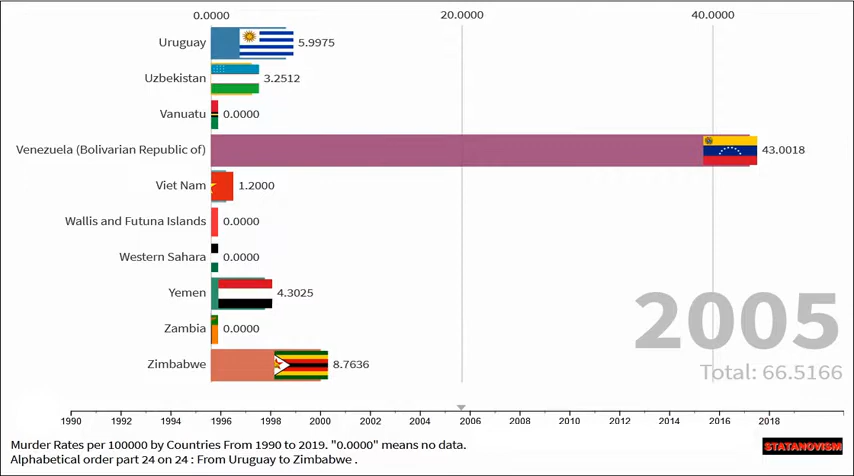 0.0000 20.0000 40.0000
Uruguay 5.9975
Uzbekistan 3.2512
Vanuatu 0.0000
Venezuela (Bolivarian Republic of) 43.0018
Viet Nam 1.2000
Wallis and Futuna Islands 0.0000
Western Sahara 0.0000
Yemen 4.3025
Zambia 0.0000
Zimbabwe 8.7636
2005
Total: 66.5166
1990 1992 1994 1996 1998 2000 2002 2004 2006 2008 2010 2012 2014 2016 2018
Murder Rates per 100000 by Countries From 1990 to 2019. "0.0000" means no data.
Alphabetical order part 24 on 24 : From Uruguay to Zimbabwe .
STATANOVISM